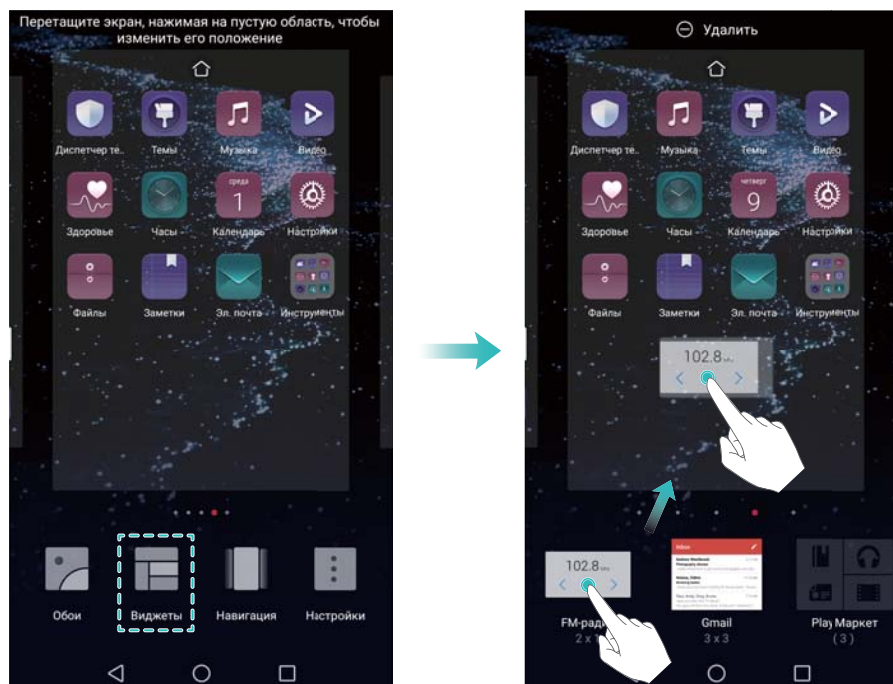 Перетащите экран, нажимая на пустую область, чтобы
изменить его положение
Диспетчер те..
Темы
Музыка
Видео
Здоровье
Часы
среда
1
Календарь
Настройки
Файлы
Заметки
Эл. почта
Инструменты
Обои
Виджеты
Навигация
Настройки
Удалить
Диспетчер те..
Музыка
Темы
Видео
Здоровье
Часы
четверг
9
Календарь
Настройки
Файлы
Заметки
Эл. почта
Инструменты
102.8
102.8
FM-ради
2 x 1
Inbox
Gmail
3 x 3
Play Маркет
(3)